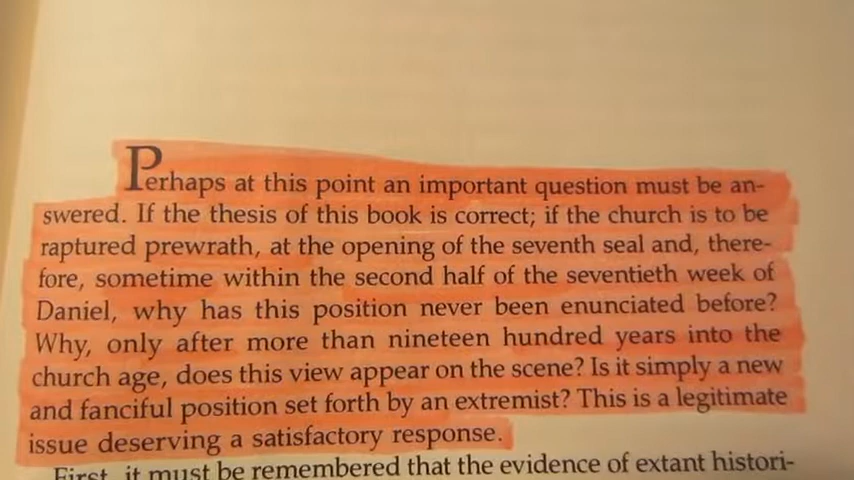 Perhaps at this point an important question must be an-
swered. If the thesis of this book is correct; if the church is to be
raptured prewrath, at the opening of the seventh seal and, there-
fore, sometime within the second half of the seventieth week of
Daniel, why has this position never been enunciated before?
Why, only after more than nineteen hundred years into the
church age, does this view appear on the scene? Is it simply a new
and fanciful position set forth by an extremist? This is a legitimate
issue deserving a satisfactory response.
First, it must be remembered that the evidence of extant histori-